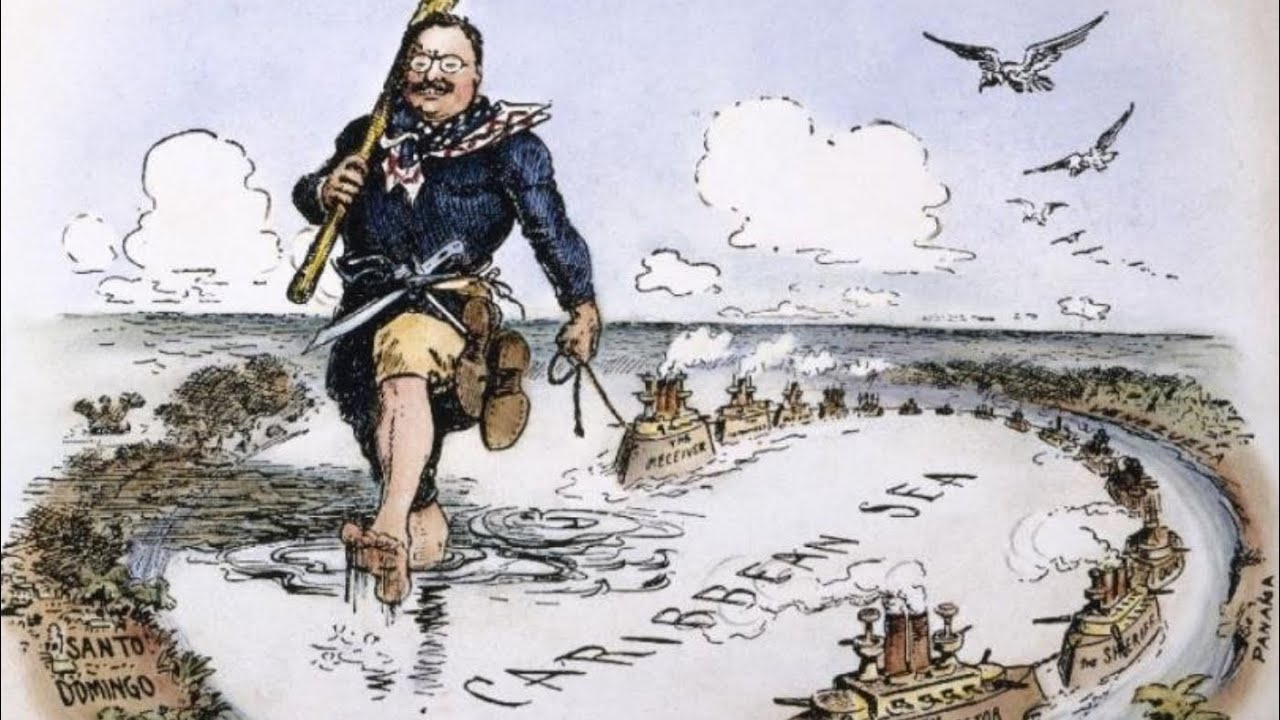 THE
RECEIVER
CARIBBEAN SEA
SANTO
DOMINGO
THE SHERIFF
PANAMA